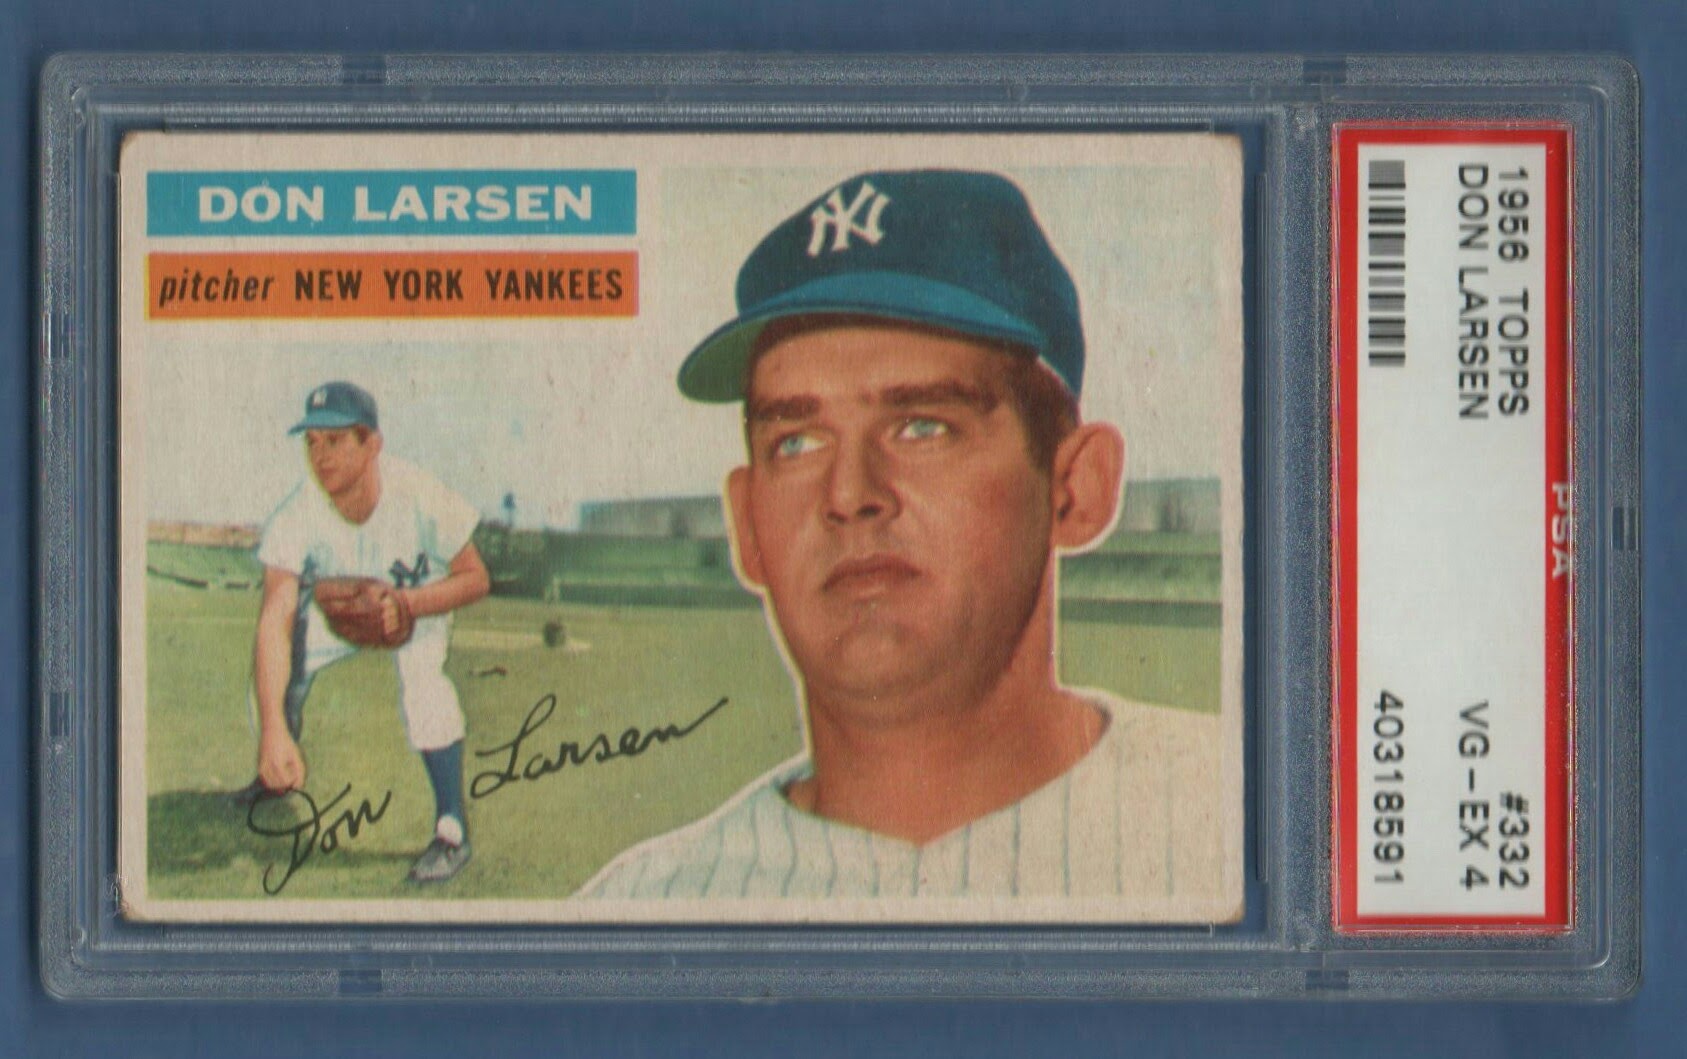 DON LARSEN
pitcher NEW YORK YANKEES
NY
NY
Don Larsen
1956 TOPPS #332
DON LARSEN VG-EX 4
40318591
PSA